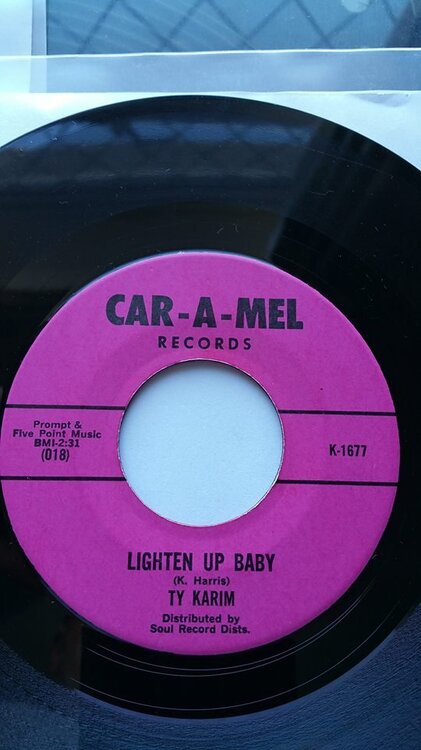 CAR-A-MEL
RECORDS
Prompt &
Five Point Music
BMI-2:31
(018)
K-1677
LIGHTEN UP BABY
(K. Harris)
TY KARIM
Distributed by
Soul Record Dists.